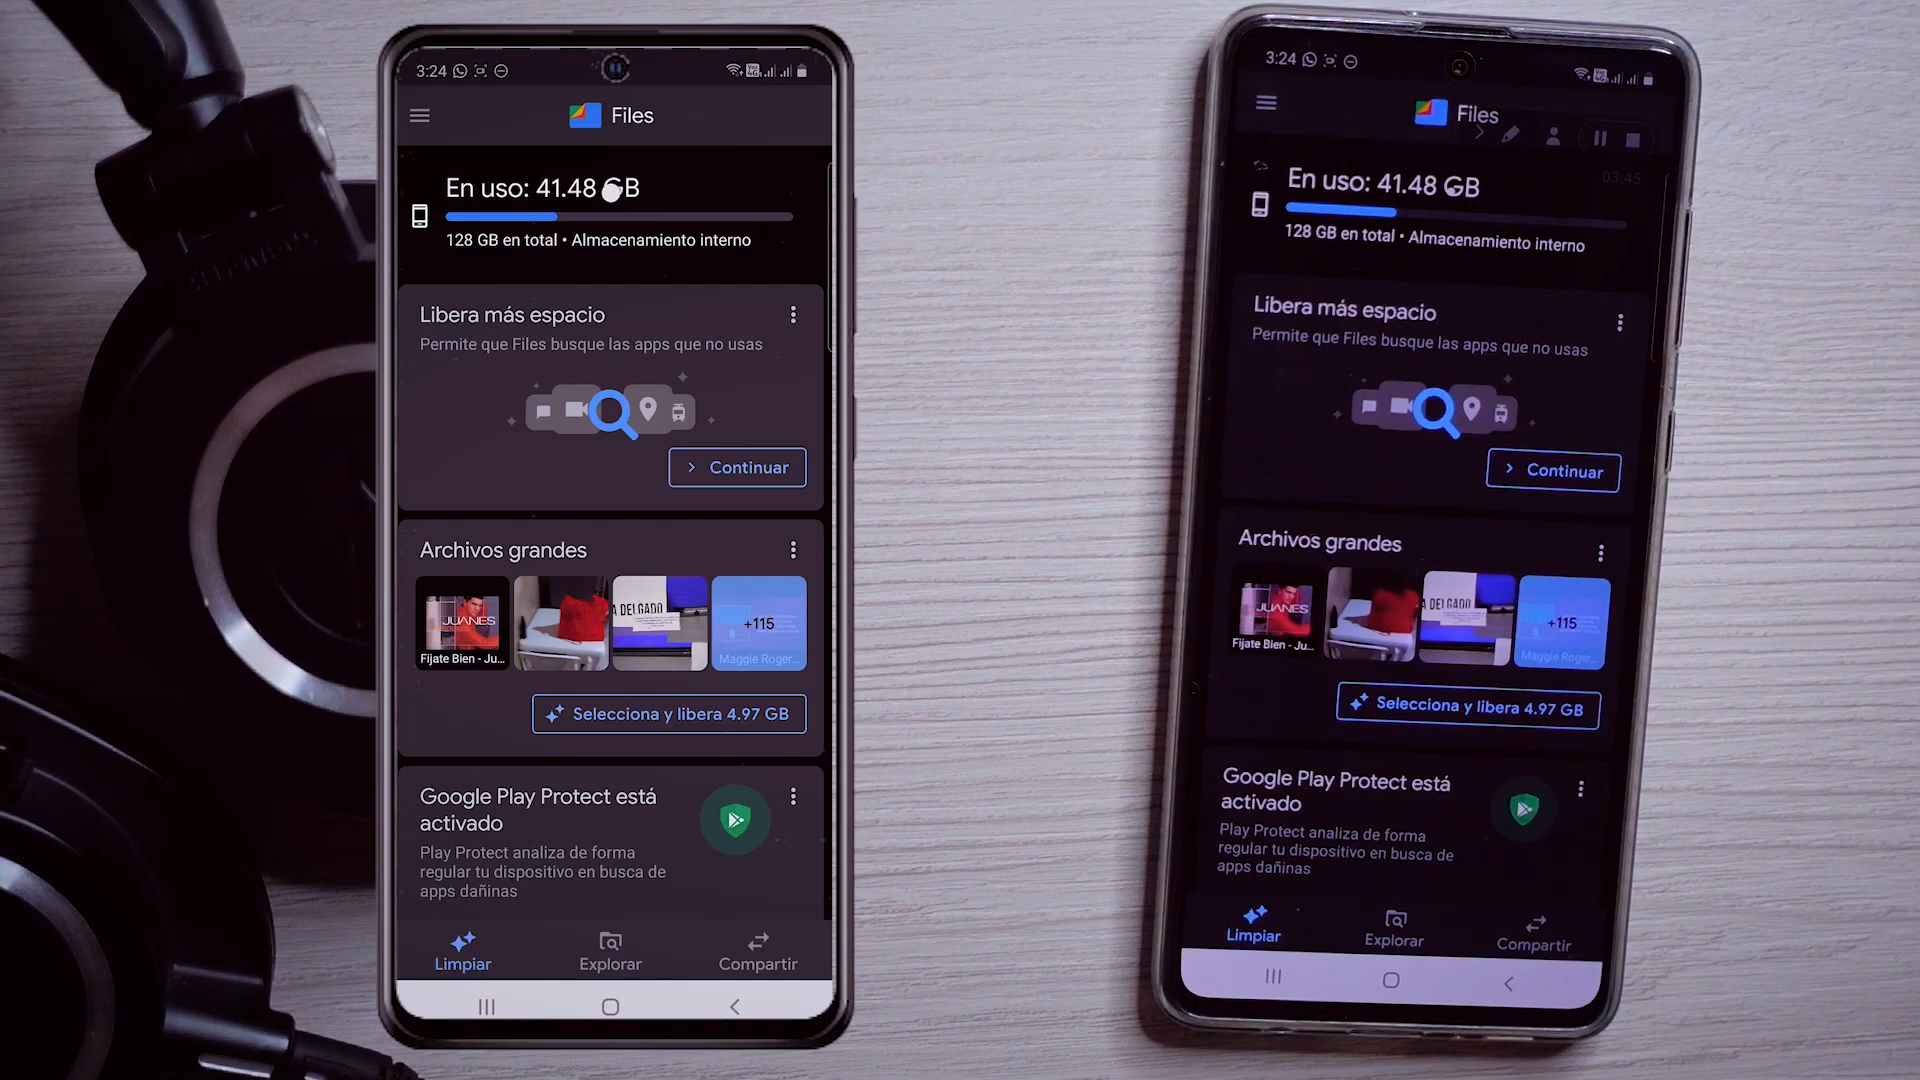 3:24
Files
En uso: 41.48 GB
128 GB en total • Almacenamiento interno
Libera más espacio
Permite que Files busque las apps que no usas
Continuar
Archivos grandes
JUANES
Fijate Bien - Ju...
A DELGADO
+115
Maggie Roger...
Selecciona y libera 4.97 GB
Google Play Protect está
activado
Play Protect analiza de forma
regular tu dispositivo en busca de
apps dañinas
Limpiar
Explorar
Compartir
3:24
Files
03:45
En uso: 41.48 GB
128 GB en total • Almacenamiento interno
Libera más espacio
Permite que Files busque las apps que no usas
Continuar
Archivos grandes
JUANES
Fijate Bien - Ju...
A DELGADO
+115
Maggie Roger...
Selecciona y libera 4.97 GB
Google Play Protect está
activado
Play Protect analiza de forma
regular tu dispositivo en busca de
apps dañinas
Limpiar
Explorar
Compartir